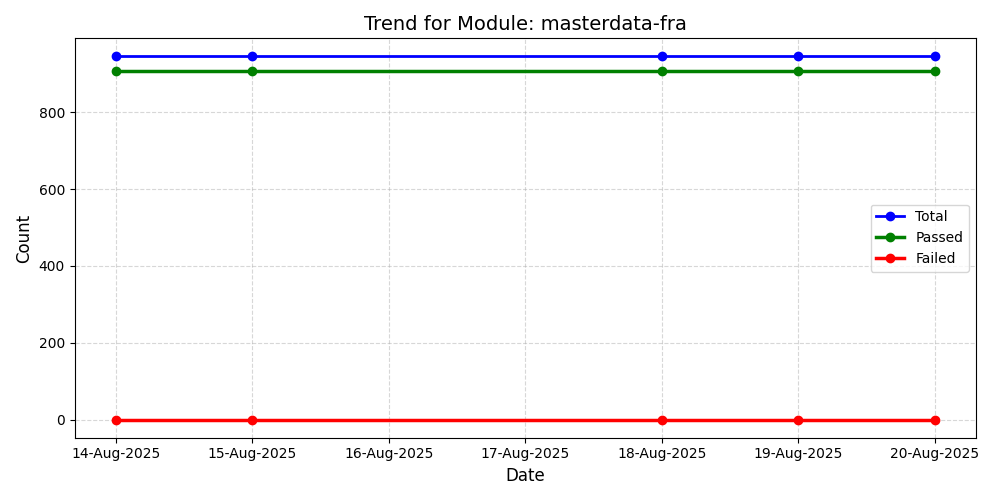 Trend for Module: masterdata-fra
Count
800
600
400
200
0
Total
Passed
Failed
14-Aug-2025 15-Aug-2025 16-Aug-2025 17-Aug-2025 18-Aug-2025 19-Aug-2025 20-Aug-2025
Date